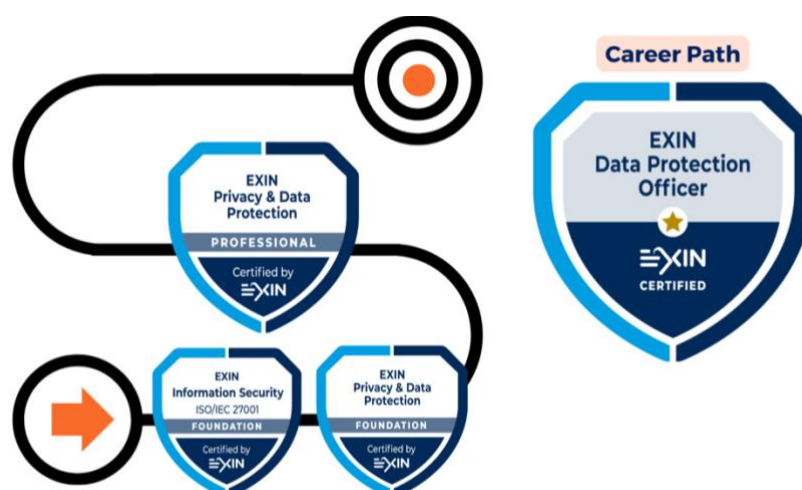 EXIN
Privacy & Data
Protection
PROFESSIONAL
Certified by
EXIN
EXIN
Information Security
ISO/IEC 27001
FOUNDATION
Certified by
EXIN
EXIN
Privacy & Data
Protection
FOUNDATION
Certified by
EXIN
Career Path
EXIN
Data Protection
Officer
EXIN
CERTIFIED